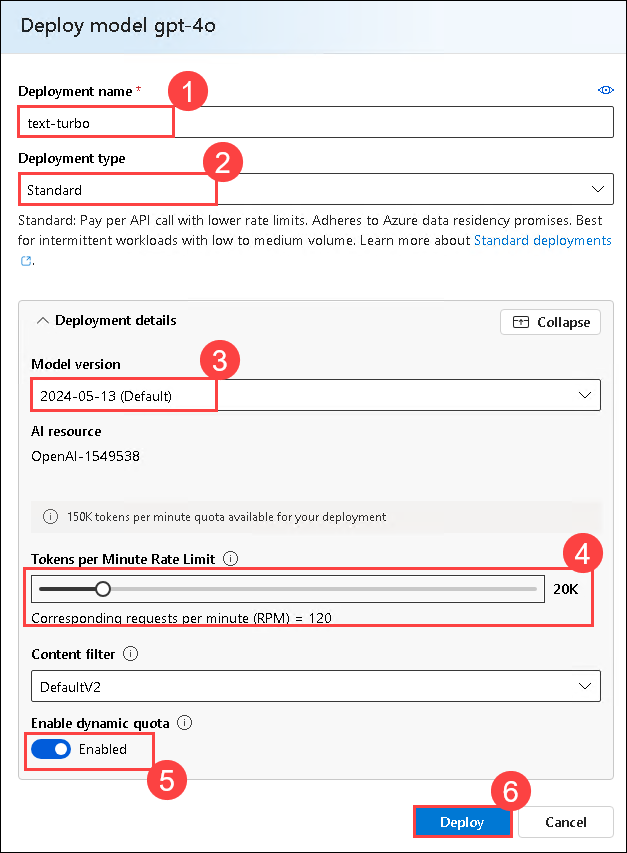 Deploy model gpt-4o
Deployment name *
1
text-turbo
Deployment type
2
Standard
Standard: Pay per API call with lower rate limits. Adheres to Azure data residency promises. Best
for intermittent workloads with low to medium volume. Learn more about Standard deployments
.
Deployment details
Collapse
Model version
3
2024-05-13 (Default)
AI resource
OpenAI-1549538
150K tokens per minute quota available for your deployment
Tokens per Minute Rate Limit
4
20K
Corresponding requests per minute (RPM) = 120
Content filter
DefaultV2
Enable dynamic quota
Enabled
5
6
Deploy
Cancel